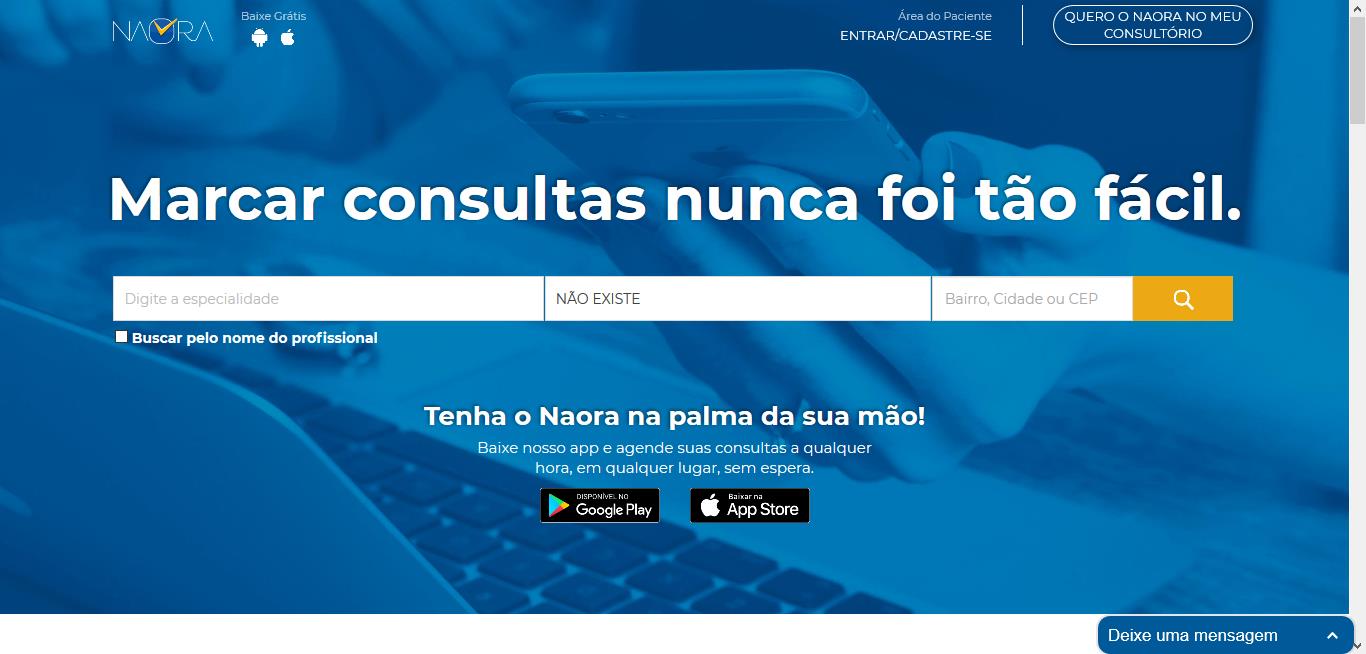 NAORA
Baixe Grátis
Área do Paciente
ENTRAR/CADASTRE-SE
QUERO O NAORA NO MEU
CONSULTÓRIO
Marcar consultas nunca foi tão fácil.
Digite a especialidade
NÃO EXISTE
Bairro, Cidade ou CEP
Buscar pelo nome do profissional
Tenha o Naora na palma da sua mão!
Baixe nosso app e agende suas consultas a qualquer
hora, em qualquer lugar, sem espera.
DISPONÍVEL NO
Google Play
Baixar na
App Store
Deixe uma mensagem